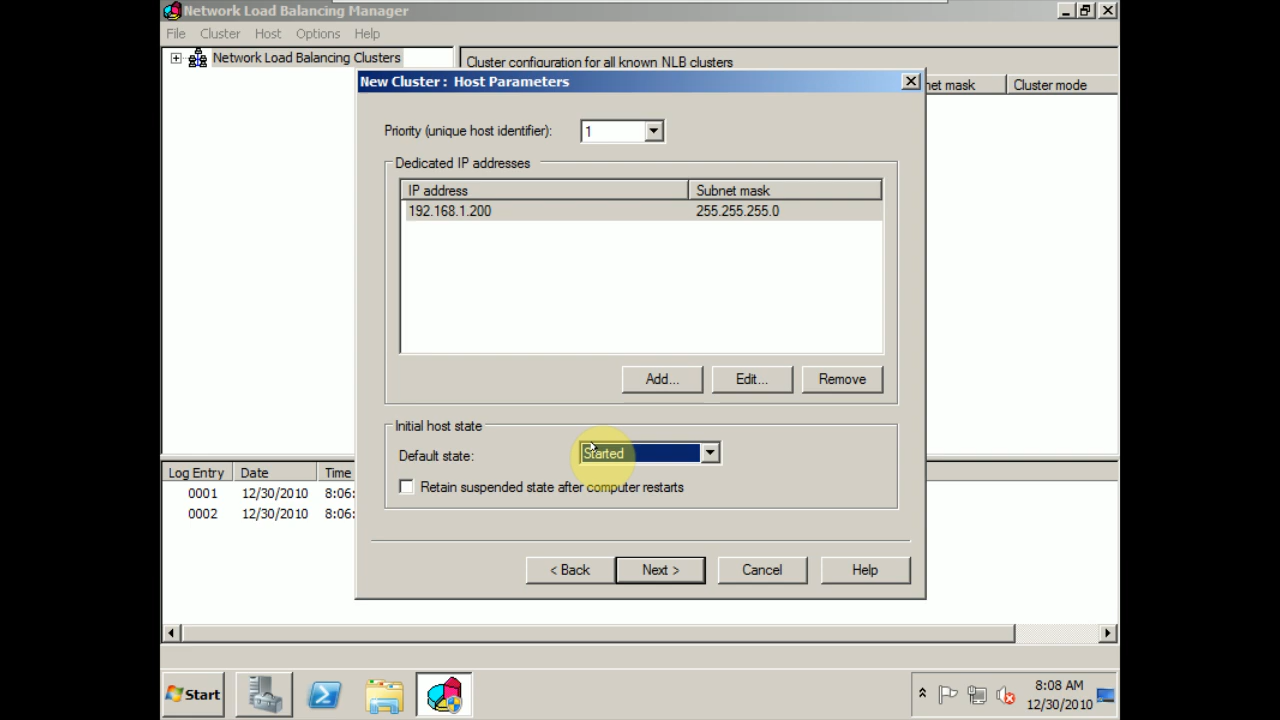 Network Load Balancing Manager
File Cluster Host Options Help
Network Load Balancing Clusters
Cluster configuration for all known NLB clusters
net mask Cluster mode
New Cluster : Host Parameters
Priority (unique host identifier): 1
Dedicated IP addresses
IP address Subnet mask
192.168.1.200 255.255.255.0
Add... Edit... Remove
Initial host state
Default state: Started
Retain suspended state after computer restarts
< Back Next > Cancel Help
Log Entry Date Time
0001 12/30/2010 8:06:
0002 12/30/2010 8:06:
Start
8:08 AM
12/30/2010